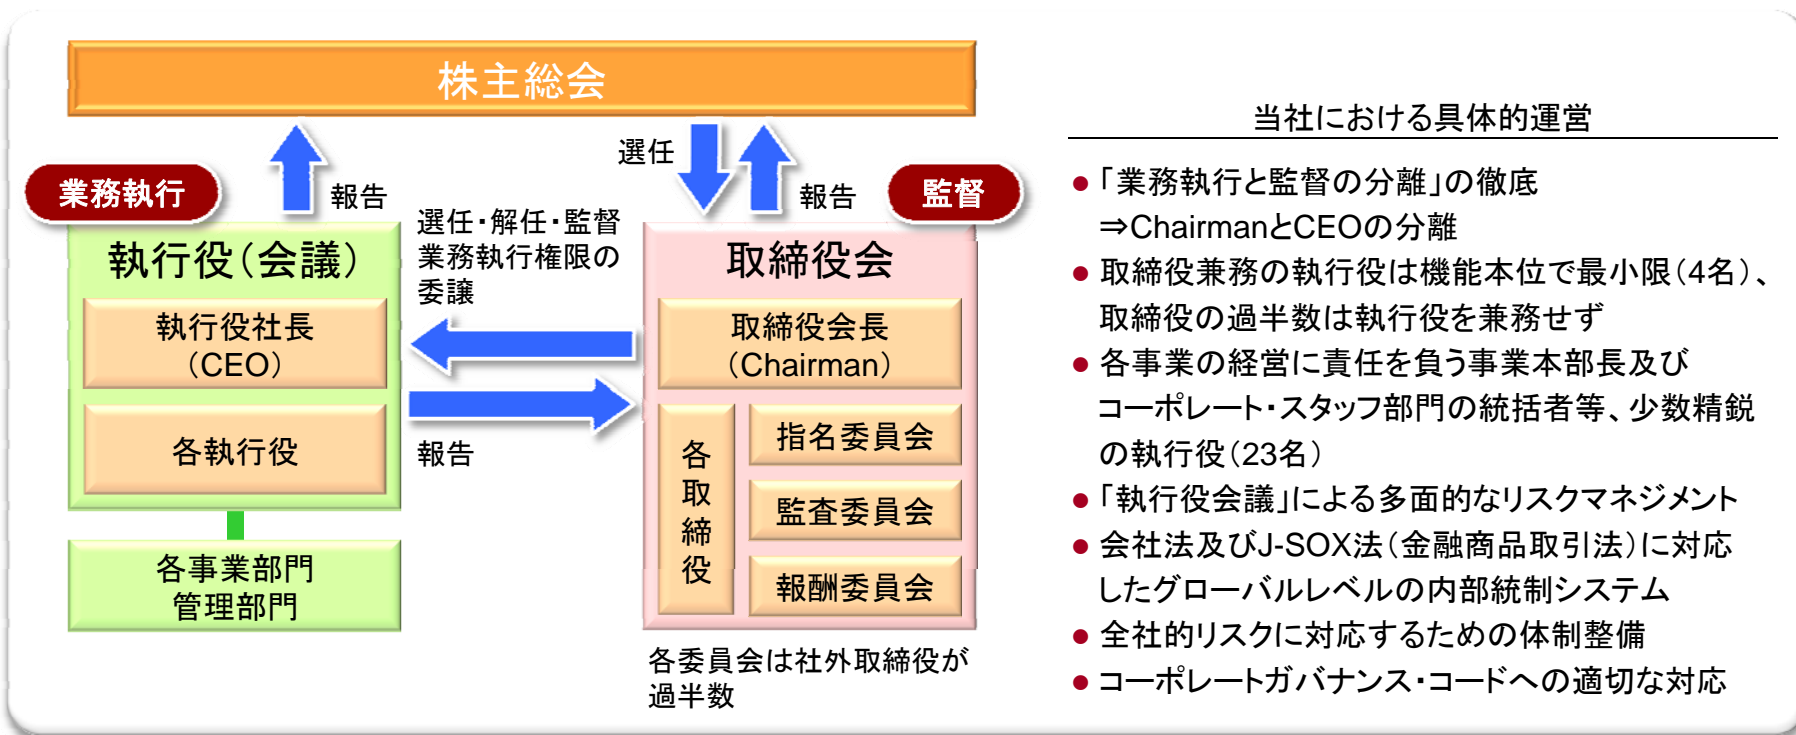 株主総会
選任
報告
報告
業務執行
監督
執行役（会議）
執行役社長
（CEO）
各執行役
各事業部門
管理部門
選任・解任・監督
業務執行権限の
委譲
報告
取締役会
取締役会長
（Chairman）
各取締役
指名委員会
監査委員会
報酬委員会
各委員会は社外取締役が
過半数
当社における具体的運営
●「業務執行と監督の分離」の徹底
⇒ChairmanとCEOの分離
● 取締役兼務の執行役は機能本位で最小限（4名）、
取締役の過半数は執行役を兼務せず
● 各事業の経営に責任を負う事業本部長及び
コーポレート・スタッフ部門の統括者等、少数精鋭
の執行役（23名）
●「執行役会議」による多面的なリスクマネジメント
● 会社法及びJ-SOX法（金融商品取引法）に対応
したグローバルレベルの内部統制システム
● 全社的リスクに対応するための体制整備
● コーポレートガバナンス・コードへの適切な対応